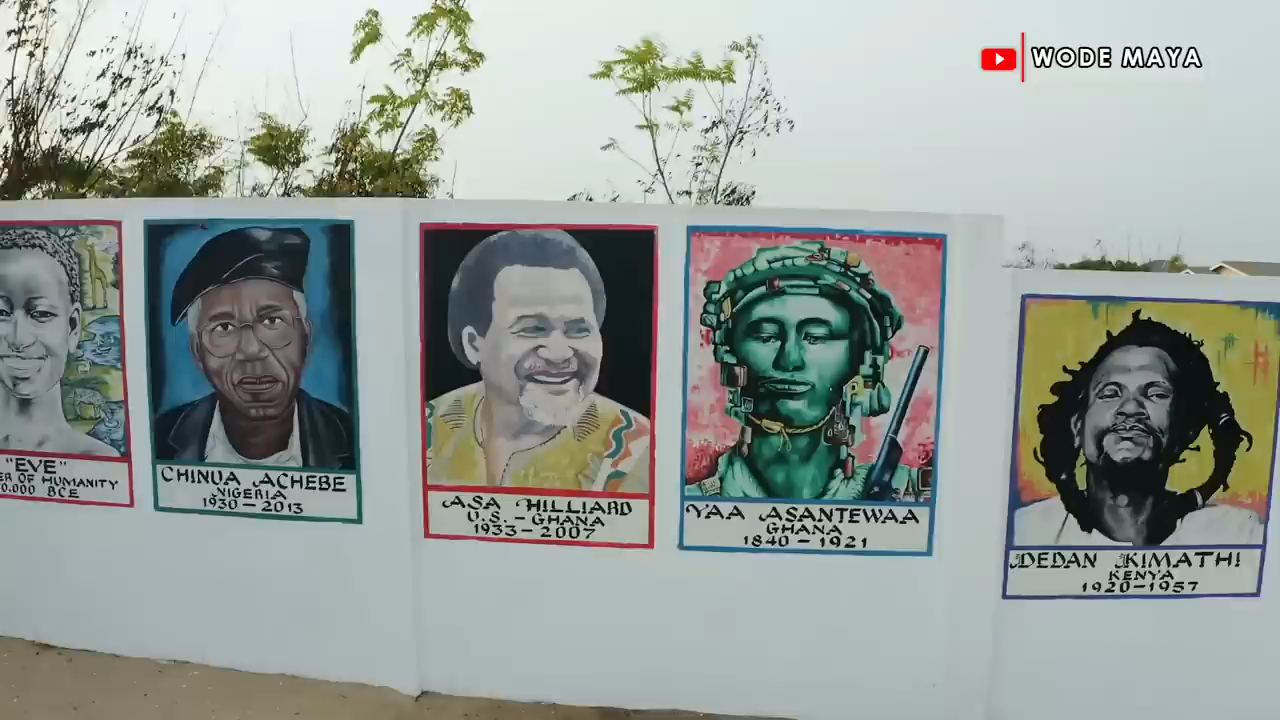 WODE MAYA
"EVE"
OF HUMANITY
BCE
CHINUA ACHEBE
NIGERIA
1930-2013
ASA HILLIARD
U.S. - GHANA
1933-2007
YAA ASANTEWAA
GHANA
1840-1921
DEDAN KIMATHI
KENYA
1920-1957